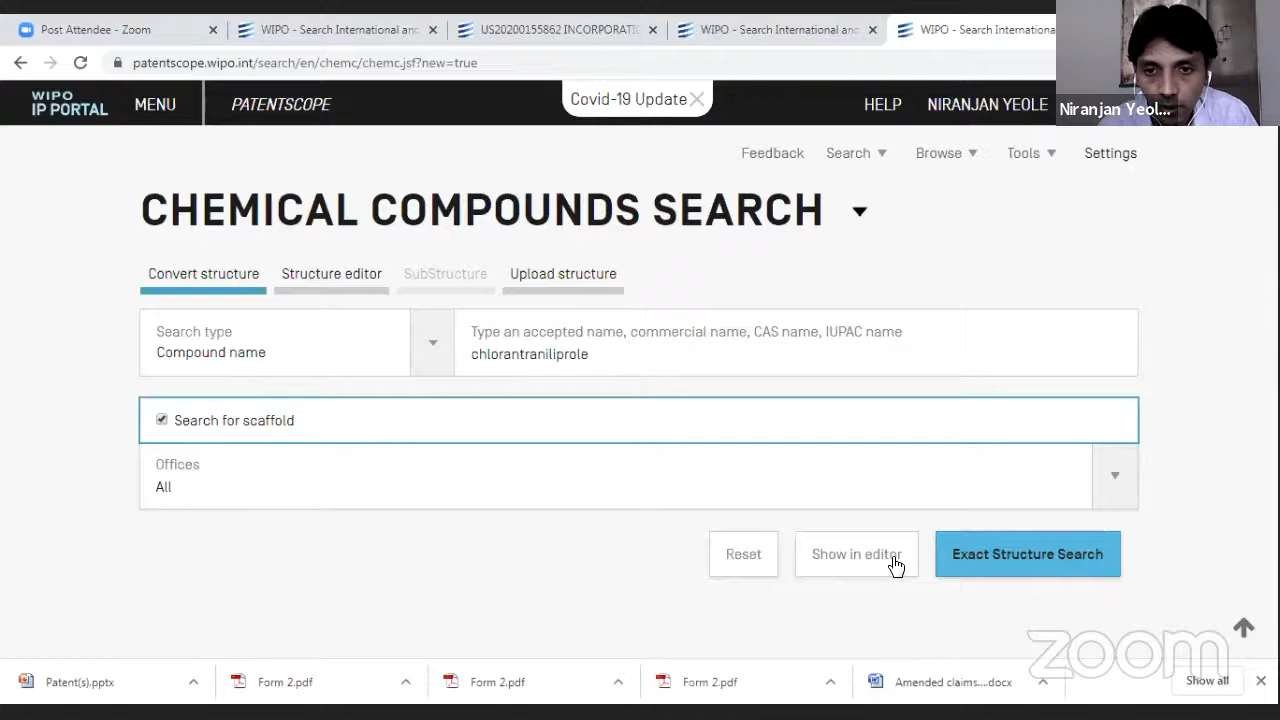 Post Attendee - Zoom
WIPO - Search International and
US20200155862 INCORPORATI
WIPO - Search International and
WIPO - Search Internationa
patentscope.wipo.int/search/en/chemc/chemc.jsf?new=true
WIPO
IP PORTAL
MENU
PATENTSCOPE
Covid-19 Update
HELP
NIRANJAN YEOLE
Niranjan Yeol...
Feedback
Search
Browse
Tools
Settings
CHEMICAL COMPOUNDS SEARCH
Convert structure
Structure editor
SubStructure
Upload structure
Search type
Compound name
Type an accepted name, commercial name, CAS name, IUPAC name
chlorantraniliprole
Search for scaffold
Offices
All
Reset
Show in editor
Exact Structure Search
zoom
Patent(s).pptx
Form 2.pdf
Form 2.pdf
Form 2.pdf
Amended claims....docx
Show all